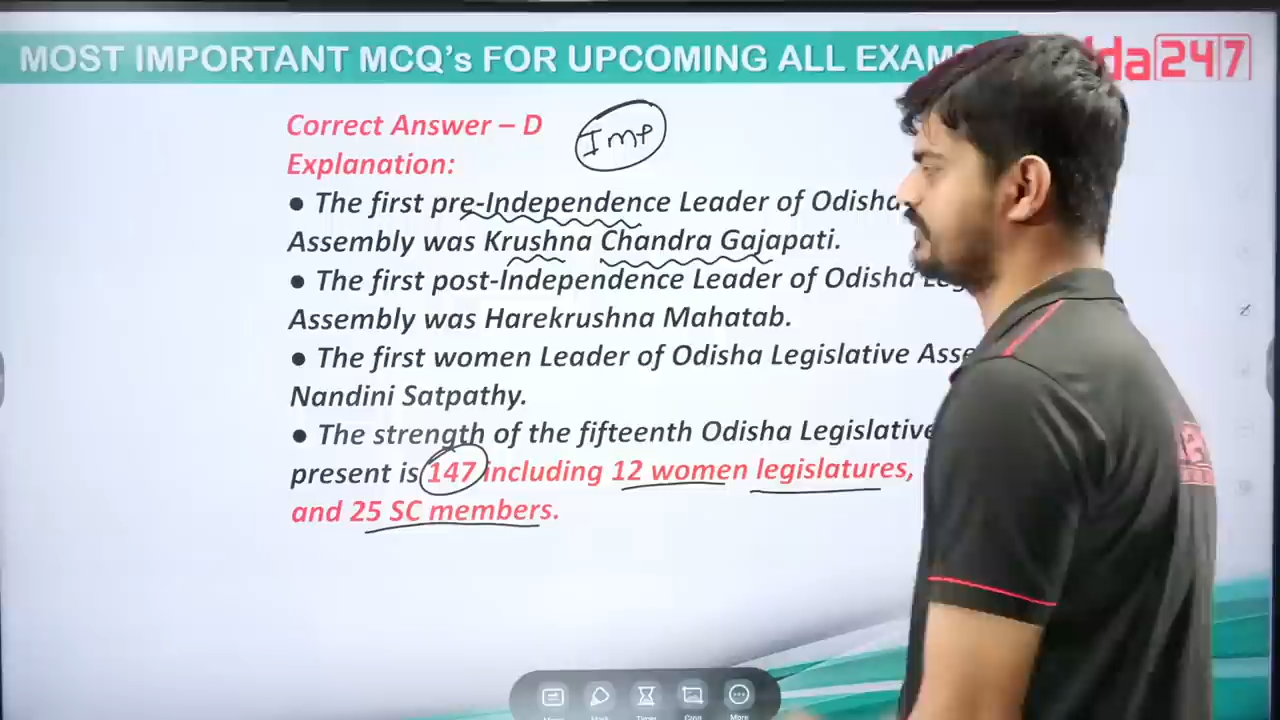 MOST IMPORTANT MCQ's FOR UPCOMING ALL EXAMS
da247
Correct Answer – D
Imp
Explanation:
● The first pre-Independence Leader of Odisha
Assembly was Krushna Chandra Gajapati.
● The first post-Independence Leader of Odisha
Assembly was Harekrushna Mahatab.
● The first women Leader of Odisha Legislative Asse
Nandini Satpathy.
● The strength of the fifteenth Odisha Legislative
present is 147 including 12 women legislatures,
and 25 SC members.
More